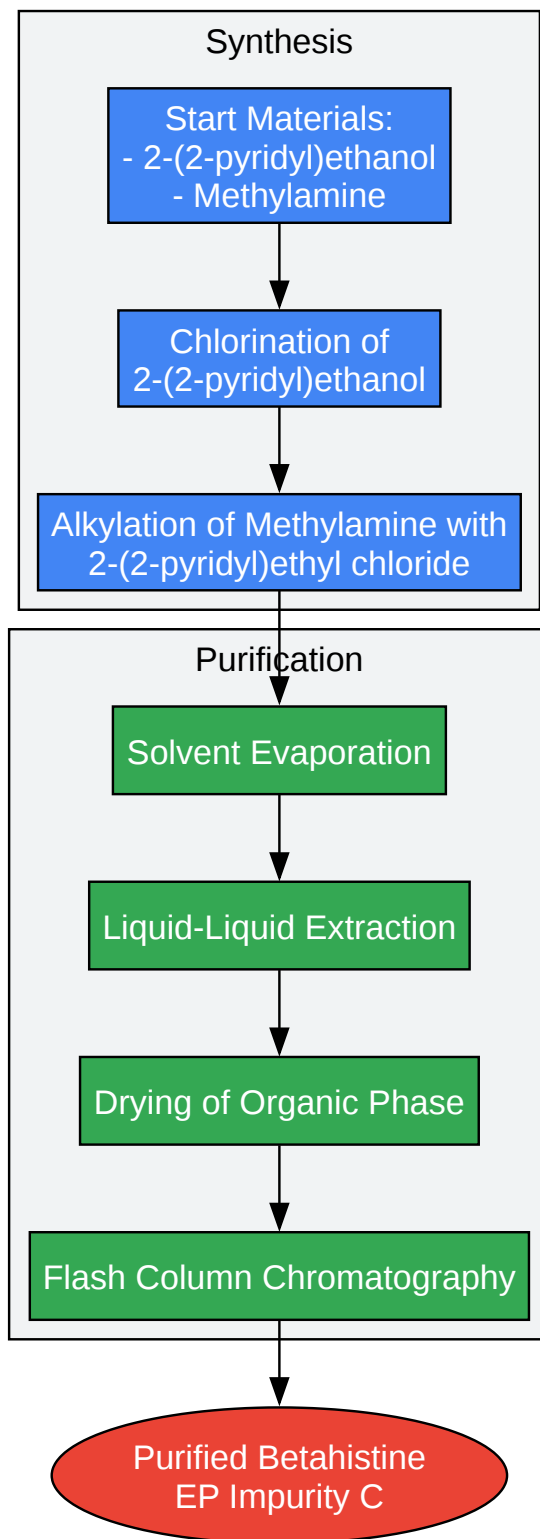 Synthesis
Start Materials:
- 2-(2-pyridyl)ethanol
- Methylamine
Chlorination of
2-(2-pyridyl)ethanol
Alkylation of Methylamine with
2-(2-pyridyl)ethyl chloride
Purification
Solvent Evaporation
Liquid-Liquid Extraction
Drying of Organic Phase
Flash Column Chromatography
Purified Betahistine
EP Impurity C